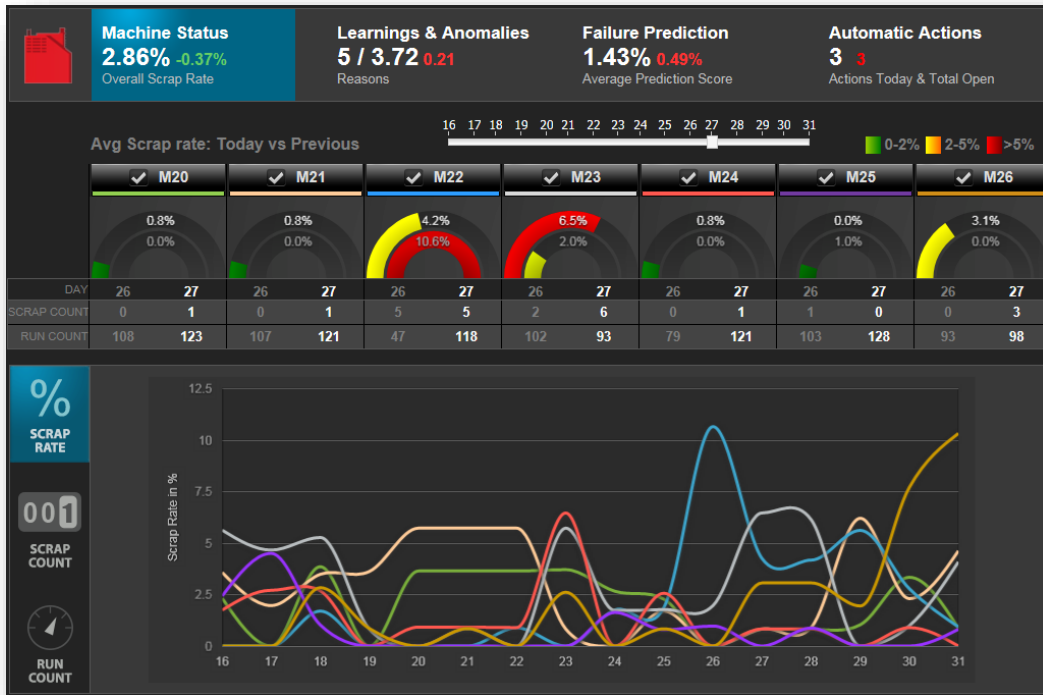 Machine Status
2.86% -0.37%
Overall Scrap Rate
Learnings & Anomalies
5 / 3.72 0.21
Reasons
Failure Prediction
1.43% 0.49%
Average Prediction Score
Automatic Actions
3 3
Actions Today & Total Open
Avg Scrap rate: Today vs Previous
16 17 18 19 20 21 22 23 24 25 26 27 28 29 30 31
0-2% 2-5% >5%
M20 M21 M22 M23 M24 M25 M26
0.8% 0.8% 4.2% 6.5% 0.8% 0.0% 3.1%
0.0% 0.0% 10.6% 2.0% 0.0% 1.0% 0.0%
DAY 26 27 26 27 26 27 26 27 26 27 26 27 26 27
SCRAP COUNT 0 1 0 1 5 5 2 6 0 1 1 0 0 3
RUN COUNT 108 123 107 121 47 118 102 93 79 121 103 128 93 98
%
SCRAP
RATE
001
SCRAP
COUNT
RUN
COUNT
Scrap Rate in %
12.5
10
7.5
5
2.5
0
16 17 18 19 20 21 22 23 24 25 26 27 28 29 30 31